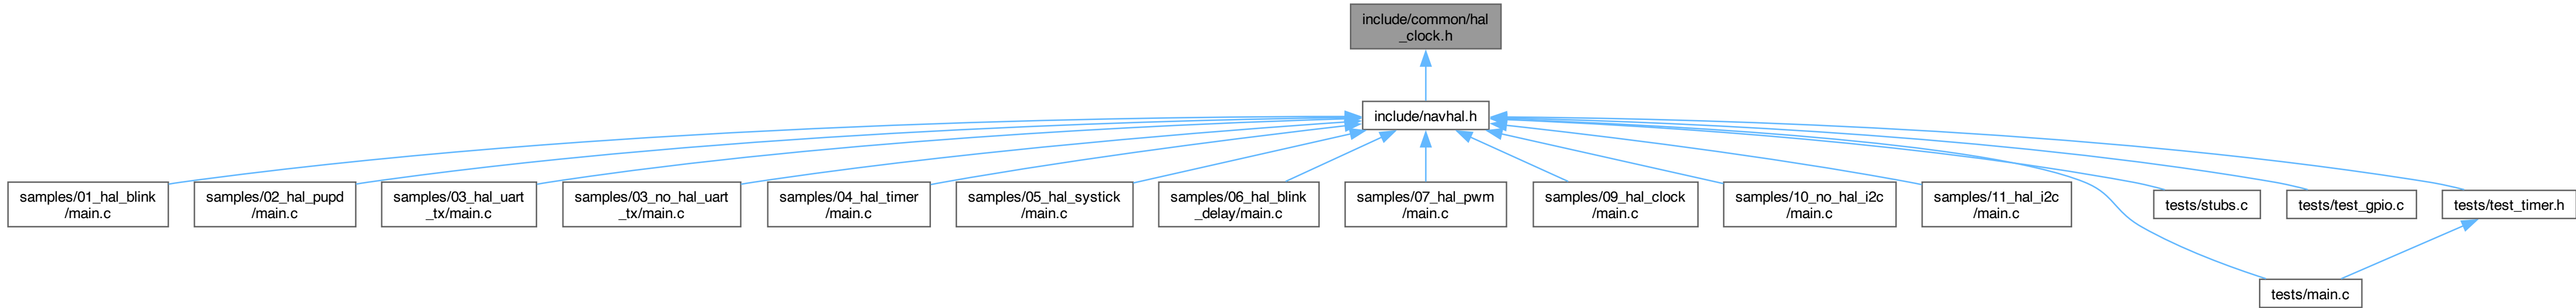 include/common/hal
_clock.h
include/navhal.h
samples/01_hal_blink
/main.c
samples/02_hal_pupd
/main.c
samples/03_hal_uart
_tx/main.c
samples/03_no_hal_uart
_tx/main.c
samples/04_hal_timer
/main.c
samples/05_hal_systick
/main.c
samples/06_hal_blink
_delay/main.c
samples/07_hal_pwm
/main.c
samples/09_hal_clock
/main.c
samples/10_no_hal_i2c
/main.c
samples/11_hal_i2c
/main.c
tests/stubs.c
tests/test_gpio.c
tests/test_timer.h
tests/main.c